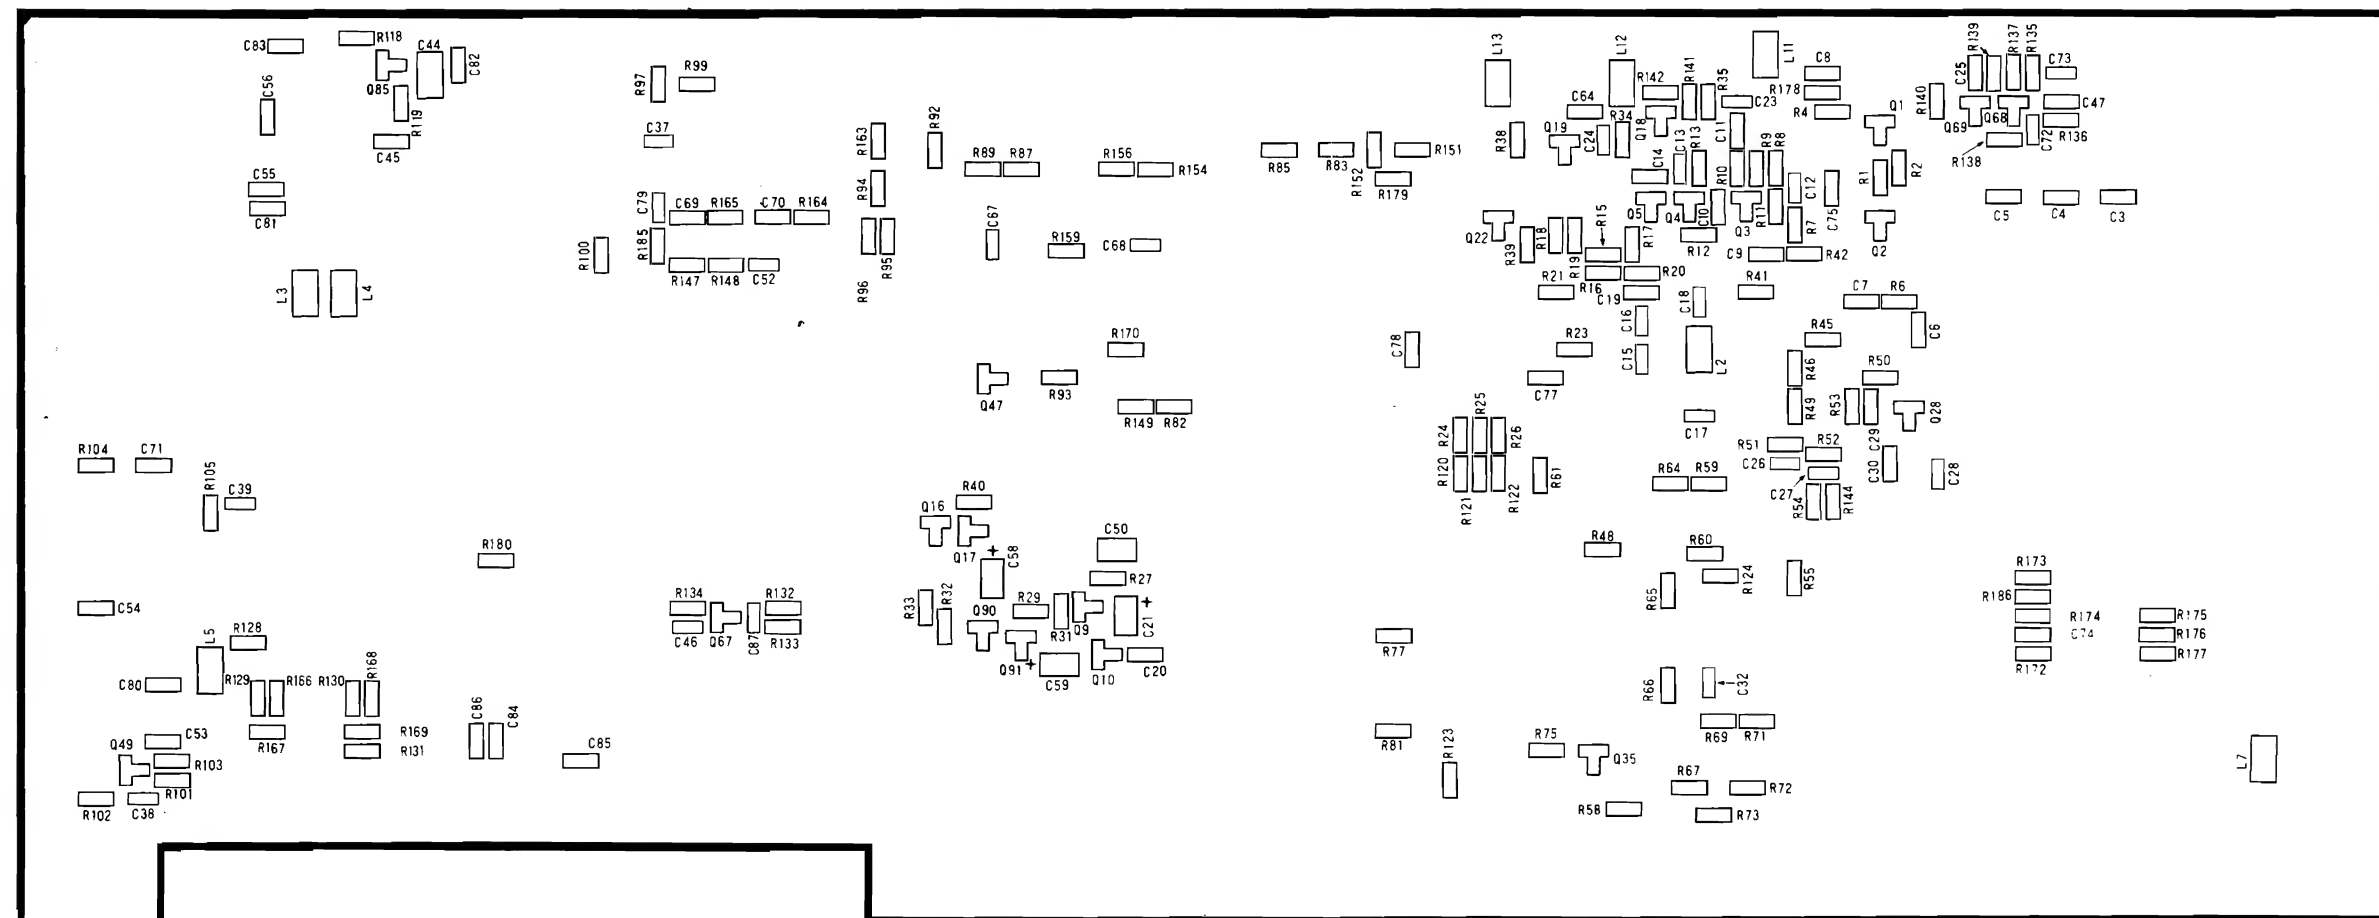 C83
R118
C44
C82
Q85
C56
R119
C45
R97
R99
C37
C55
C81
C79
C69
R165
C70
R164
R185
R100
R147
R148
C52
L3
L4
R163
R92
R94
R89
R87
R156
R154
R96
R95
C67
R159
C68
R170
Q47
R93
R149
R82
R85
R83
R152
R151
R179
L13
L12
L11
C64
R142
R141
R35
C23
C8
R178
R4
Q1
R140
C25
R139
R137
R135
C73
C47
R136
Q69
Q68
C72
R138
R38
Q19
C24
R34
Q18
C13
R13
C11
R9
R8
C14
R10
C12
C75
R1
R2
C5
C4
C3
Q5
Q4
C10
Q3
R11
R7
Q2
Q22
R39
R18
R19
R15
R17
R12
C9
R42
R21
R16
R20
C19
C18
R41
C7
R6
C6
C16
C15
C78
R23
C77
L2
R45
R46
R50
R49
R53
C29
Q28
C17
R51
R52
C26
C27
C30
C28
R54
R144
R24
R25
R26
R120
R121
R122
R61
R64
R59
R104
C71
R105
C39
R180
C54
R128
L5
C80
R129
R166
R130
R168
R167
R169
R131
C53
Q49
R103
R101
R102
C38
C86
C84
C85
R134
R132
C46
Q67
C87
R133
R40
Q16
Q17
+
C58
C50
R27
R33
R32
Q90
R29
R31
Q9
+
C21
Q91
+
C59
Q10
C20
R48
R60
R124
R55
R65
R77
R66
C32
R81
R123
R75
Q35
R69
R71
R67
R72
R58
R73
R173
R186
R174
C74
R172
R175
R176
R177
L7